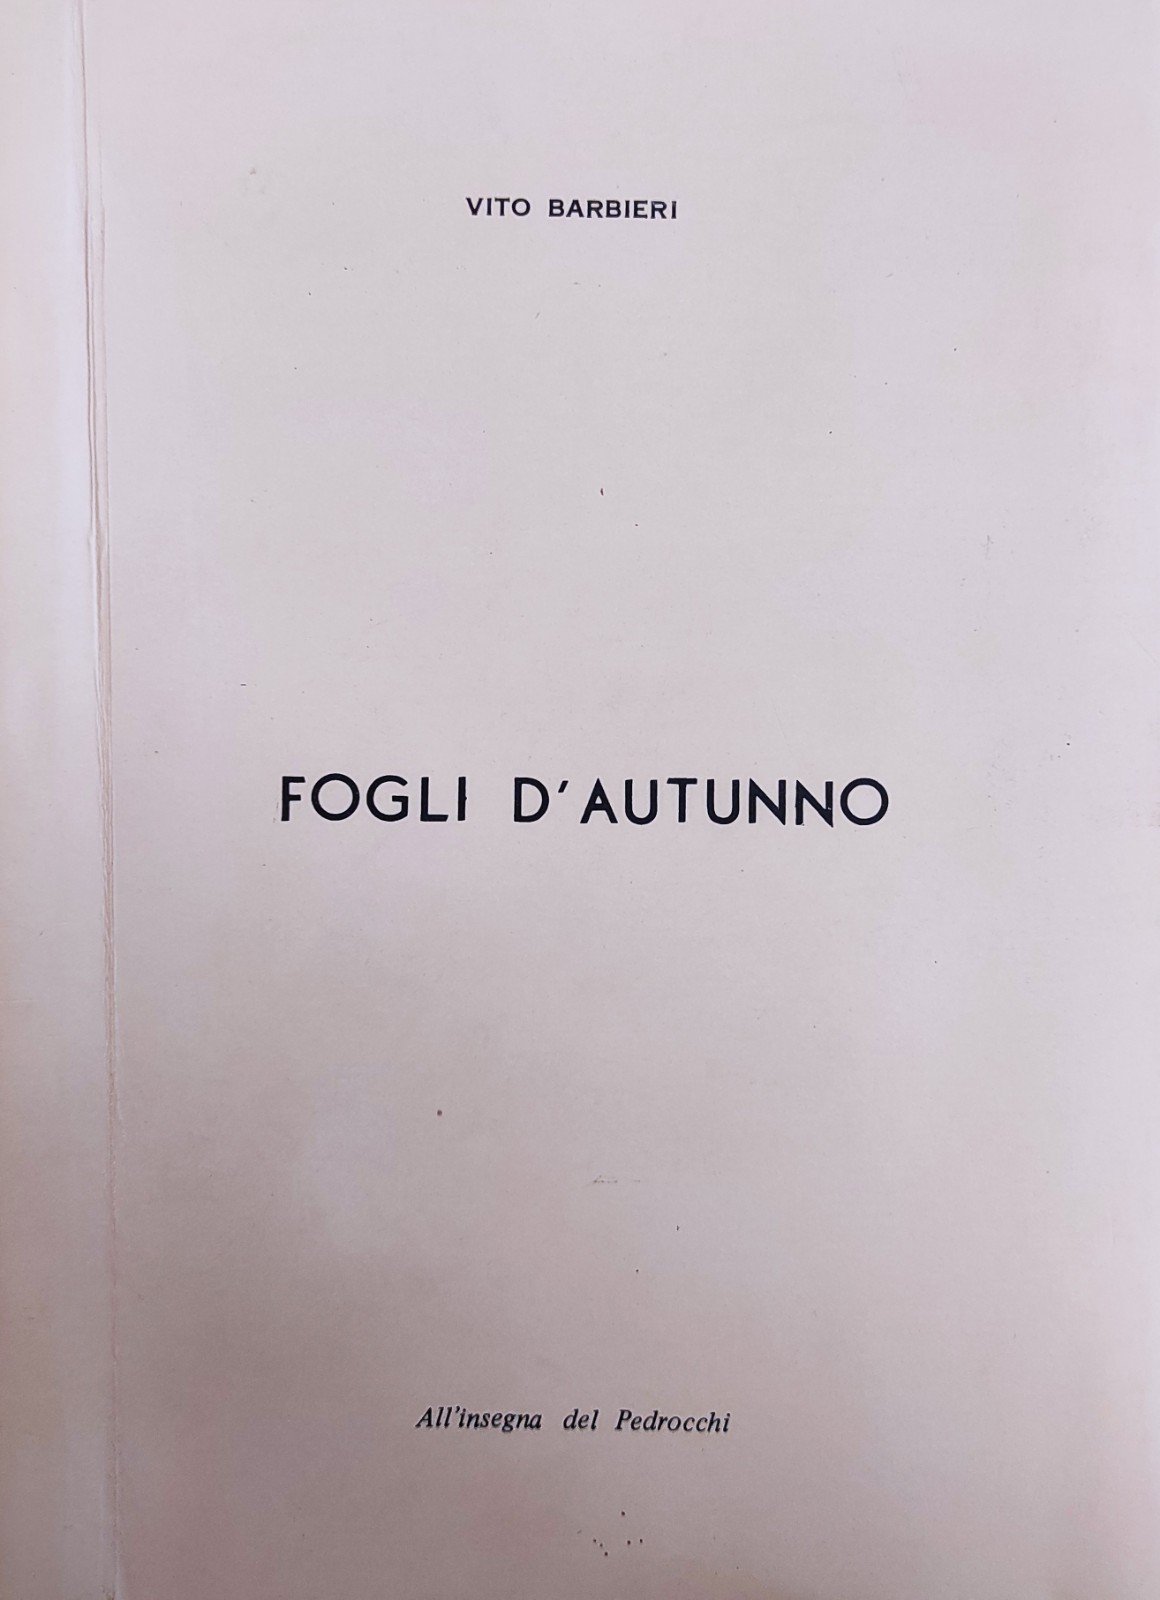 VITO BARBIERI
FOGLI D'AUTUNNO
All'insegna del Pedrocchi